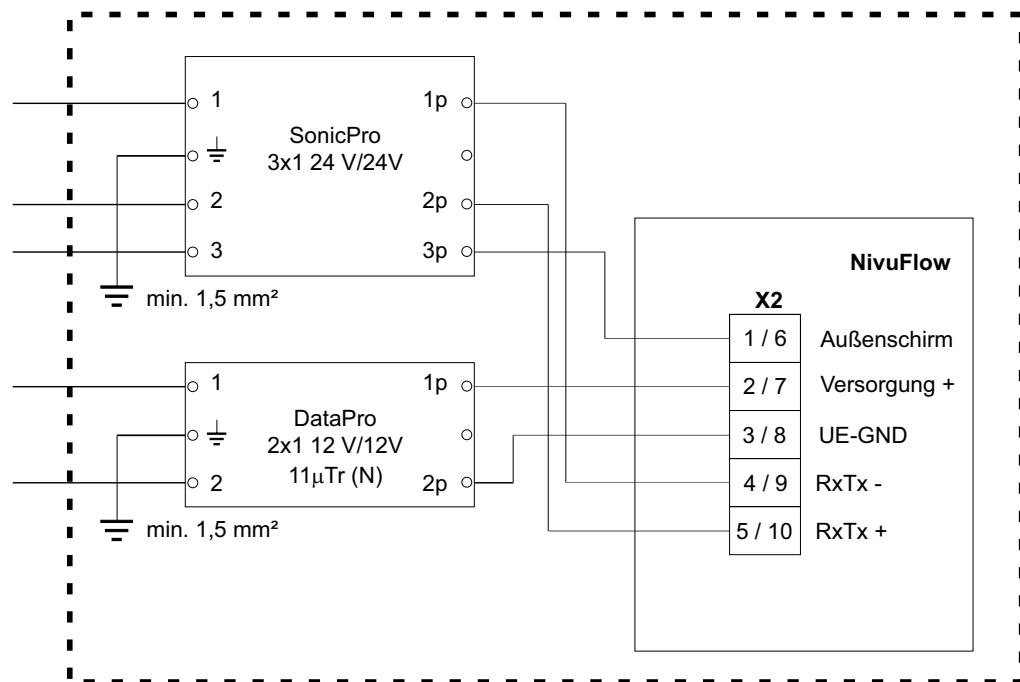 1
1p
SonicPro
3x1 24 V/24V
2
2p
3
3p
min. 1,5 mm²
NivuFlow
X2
1 / 6
Außenschirm
2 / 7
Versorgung +
3 / 8
UE-GND
4 / 9
RxTx -
5 / 10
RxTx +
1
1p
DataPro
2x1 12 V/12V
11μTr (N)
2
2p
min. 1,5 mm²